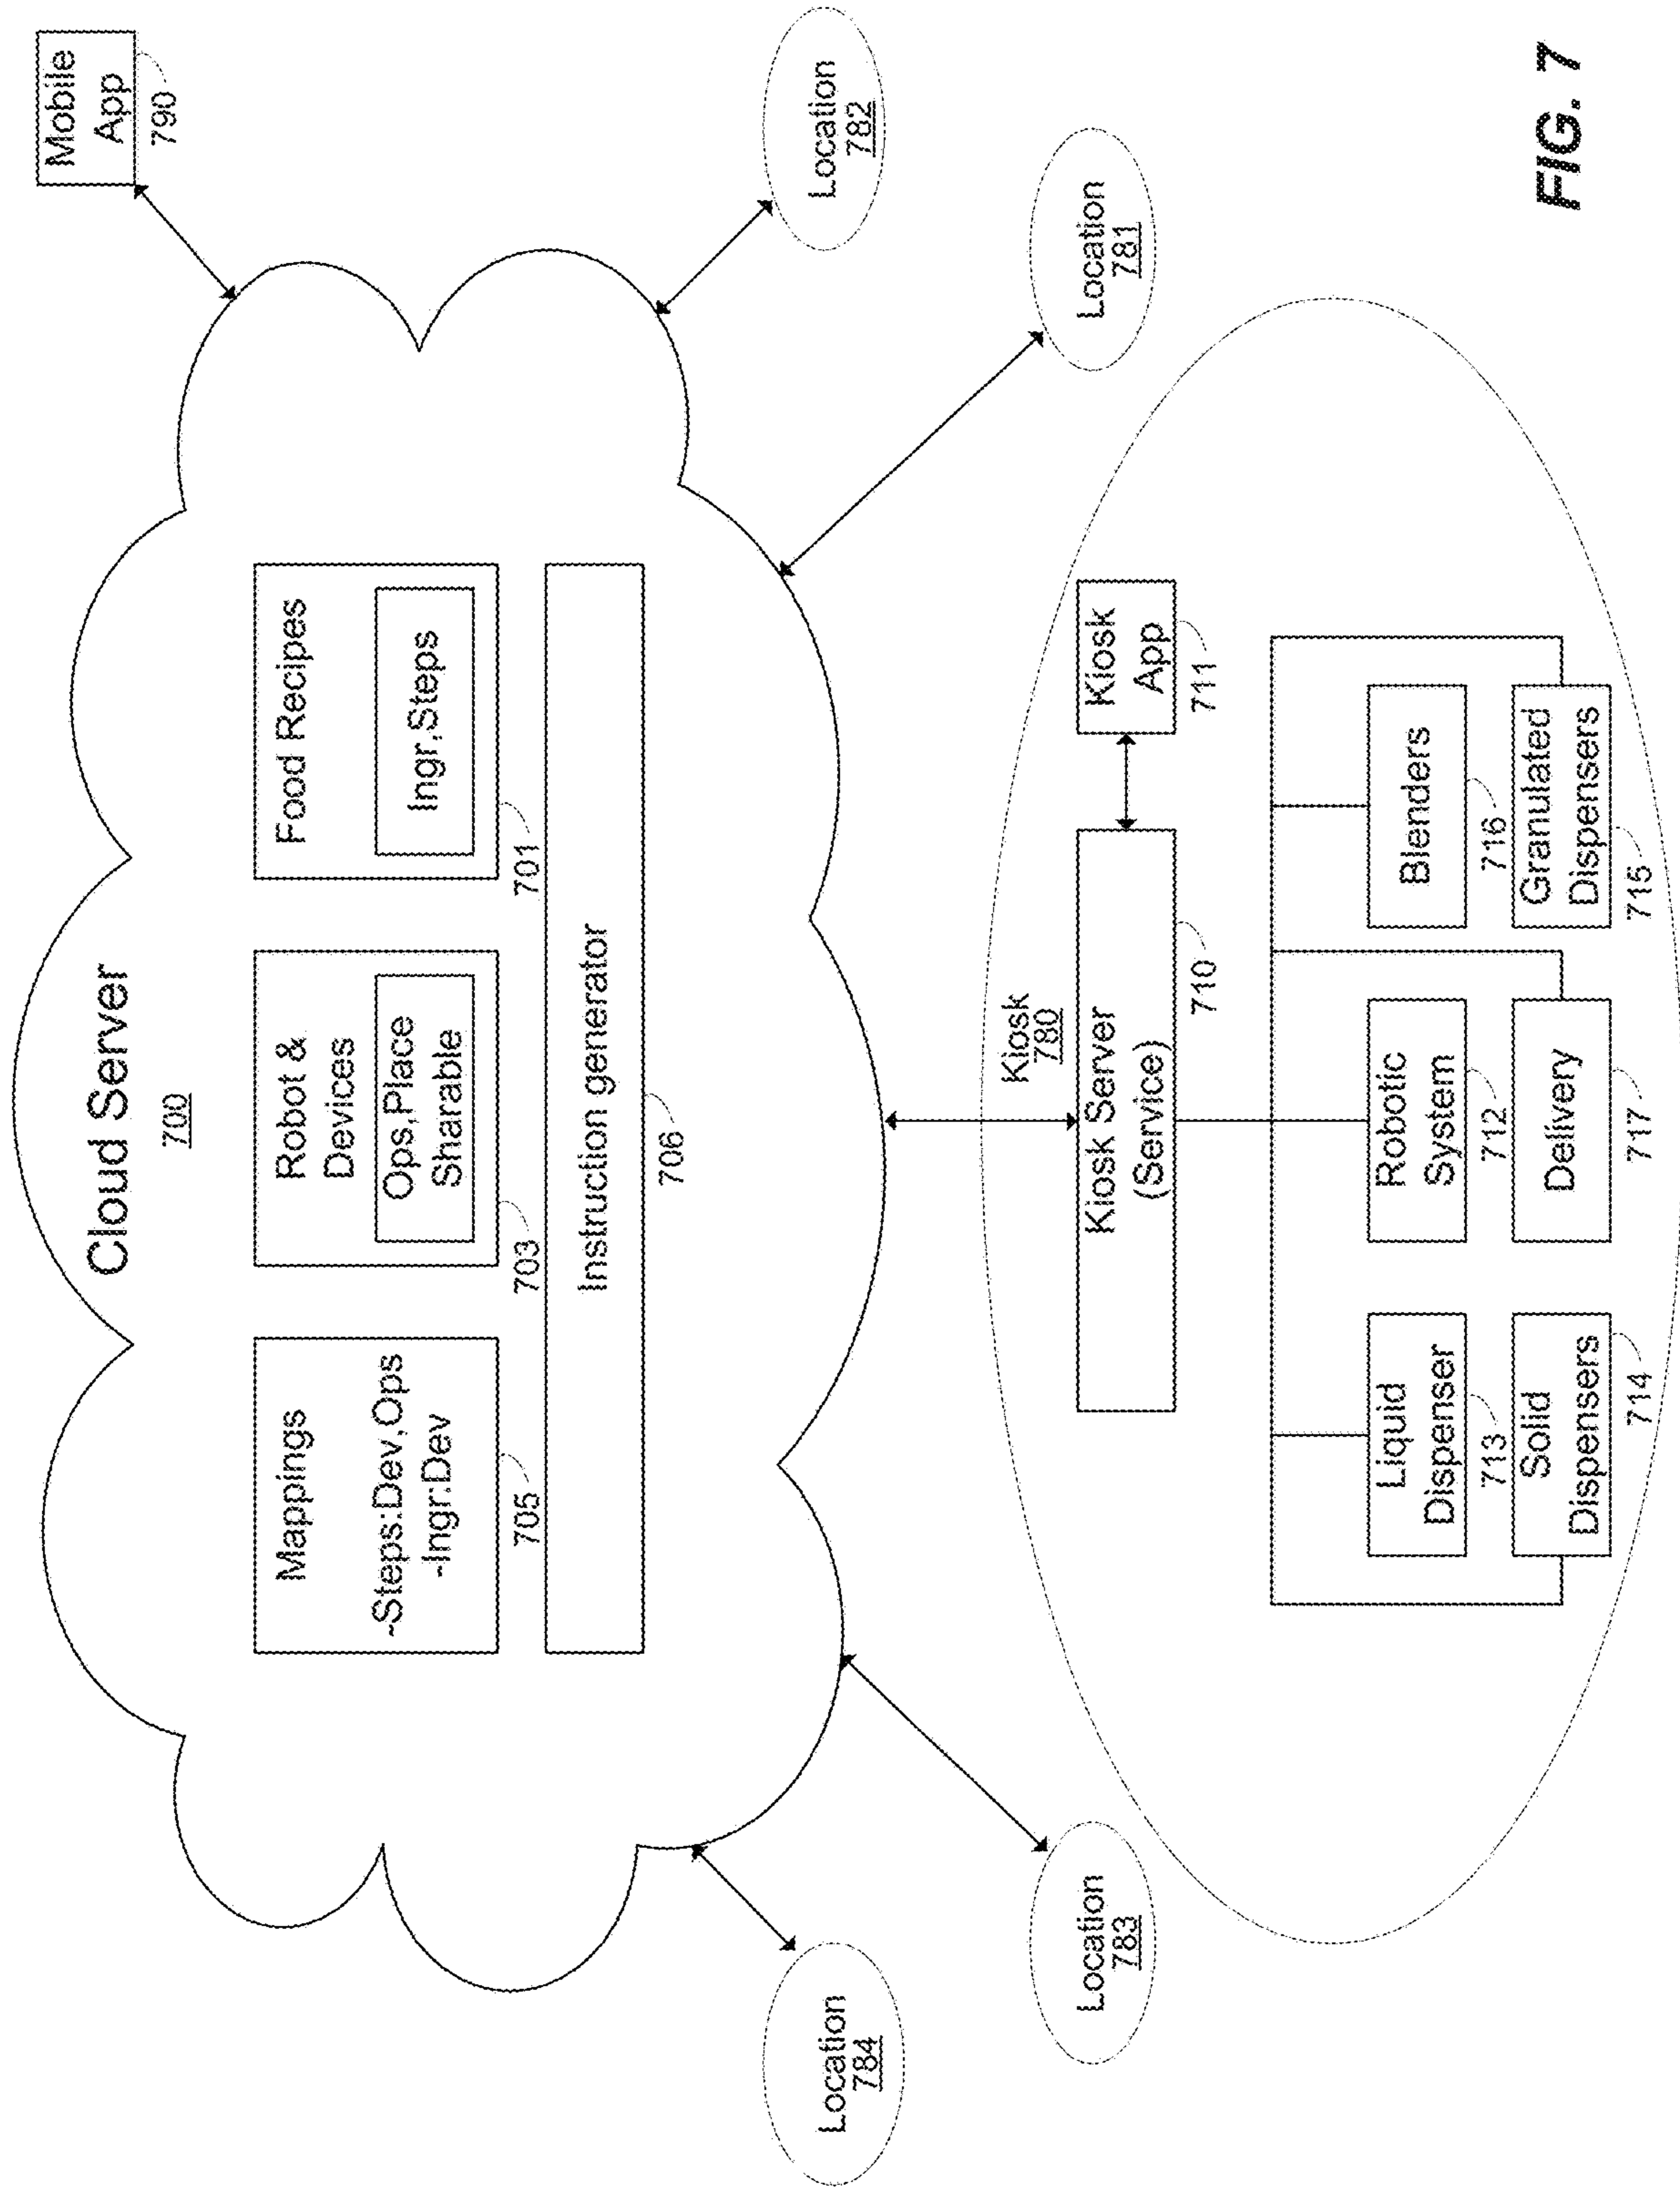 Cloud Server
700
Mobile
App
790
Mappings
-Steps:Dev,Ops
-Ingr:Dev
705
Robot &
Devices
Ops,Place
Sharable
703
Food Recipes
Ingr,Steps
701
Instruction generator
706
Location
784
Location
782
Location
783
Location
781
Kiosk
780
Kiosk Server
(Service)
710
Kiosk
App
711
Liquid
Dispenser
713
Robotic
System
712
Blenders
716
Solid
Dispensers
714
Delivery
717
Granulated
Dispensers
715
FIG. 7